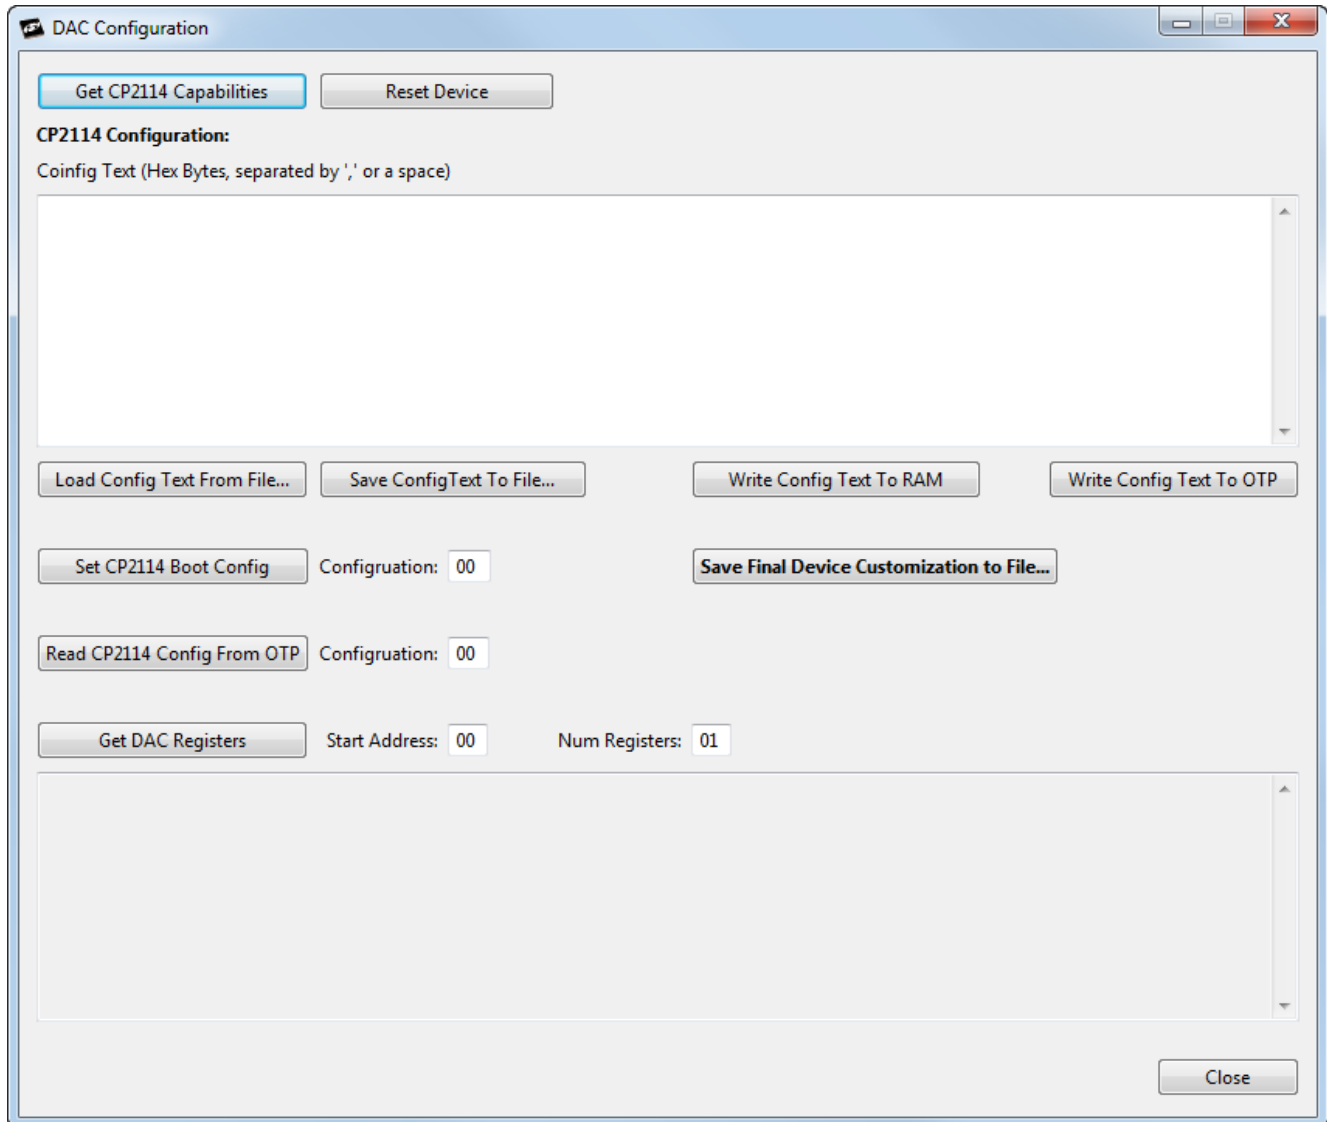 DAC Configuration
Get CP2114 Capabilities Reset Device
CP2114 Configuration:
Coinfig Text (Hex Bytes, separated by ',' or a space)
Load Config Text From File... Save ConfigText To File... Write Config Text To RAM Write Config Text To OTP
Set CP2114 Boot Config Configruation: 00 Save Final Device Customization to File...
Read CP2114 Config From OTP Configruation: 00
Get DAC Registers Start Address: 00 Num Registers: 01
Close